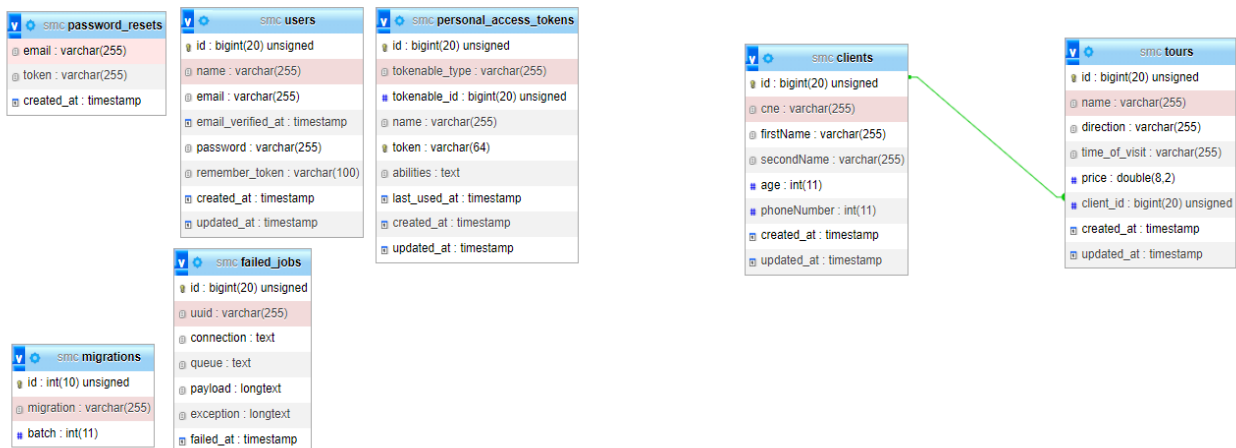 smc password_resets
email : varchar(255)
token : varchar(255)
created_at : timestamp
smc users
id : bigint(20) unsigned
name : varchar(255)
email : varchar(255)
email_verified_at : timestamp
password : varchar(255)
remember_token : varchar(100)
created_at : timestamp
updated_at : timestamp
smc personal_access_tokens
id : bigint(20) unsigned
tokenable_type : varchar(255)
tokenable_id : bigint(20) unsigned
name : varchar(255)
token : varchar(64)
abilities : text
last_used_at : timestamp
created_at : timestamp
updated_at : timestamp
smc clients
id : bigint(20) unsigned
cne : varchar(255)
firstName : varchar(255)
secondName : varchar(255)
age : int(11)
phoneNumber : int(11)
created_at : timestamp
updated_at : timestamp
smc tours
id : bigint(20) unsigned
name : varchar(255)
direction : varchar(255)
time_of_visit : varchar(255)
price : double(8,2)
client_id : bigint(20) unsigned
created_at : timestamp
updated_at : timestamp
smc failed_jobs
id : bigint(20) unsigned
uuid : varchar(255)
connection : text
queue : text
payload : longtext
exception : longtext
failed_at : timestamp
smc migrations
id : int(10) unsigned
migration : varchar(255)
batch : int(11)